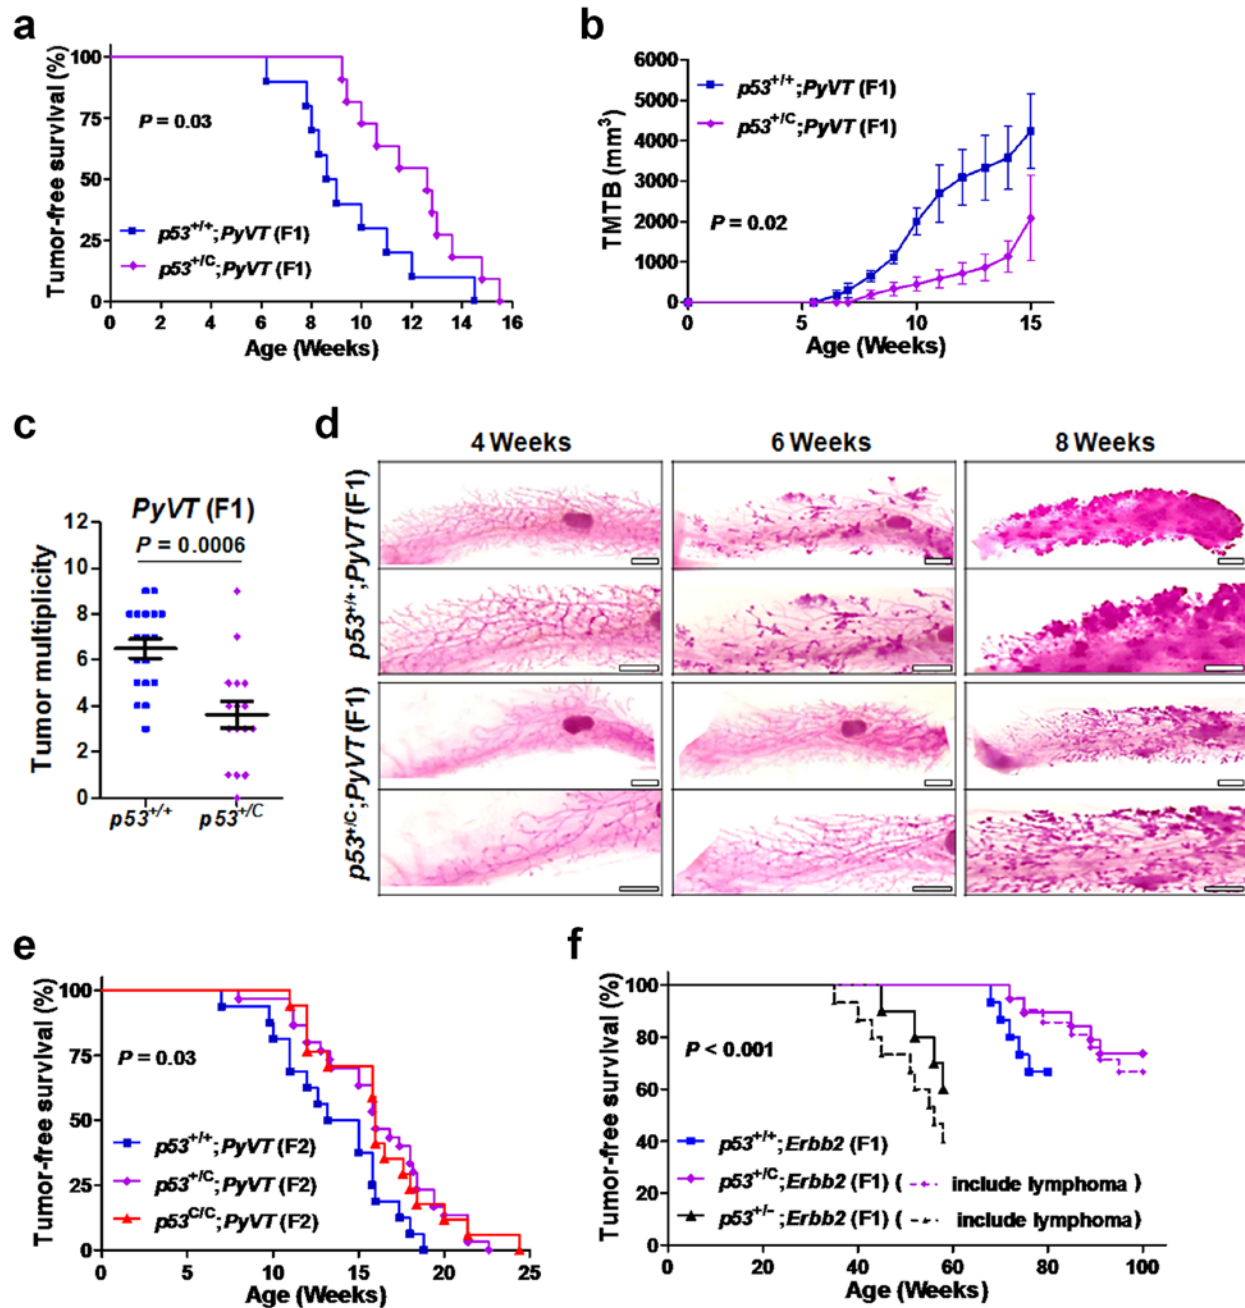 a
Tumor-free survival (%)
100
75
50
25
0
P = 0.03
p53+/+;PyVT (F1)
p53+/C;PyVT (F1)
0 2 4 6 8 10 12 14 16
Age (Weeks)
b
TMTB (mm3)
6000
5000
4000
3000
2000
1000
0
p53+/+;PyVT (F1)
p53+/C;PyVT (F1)
P = 0.02
0 5 10 15
Age (Weeks)
c
PyVT (F1)
P = 0.0006
Tumor multiplicity
12
10
8
6
4
2
0
p53+/+ p53+/C
d
4 Weeks 6 Weeks 8 Weeks
p53+/+;PyVT (F1)
p53+/C;PyVT (F1)
e
Tumor-free survival (%)
100
75
50
25
0
P = 0.03
p53+/+;PyVT (F2)
p53+/C;PyVT (F2)
p53C/C;PyVT (F2)
0 5 10 15 20 25
Age (Weeks)
f
Tumor-free survival (%)
100
80
60
40
20
0
P < 0.001
p53+/+;Erbb2 (F1)
p53+/C;Erbb2 (F1) ( include lymphoma )
p53+/-;Erbb2 (F1) ( include lymphoma)
0 20 40 60 80 100
Age (Weeks)